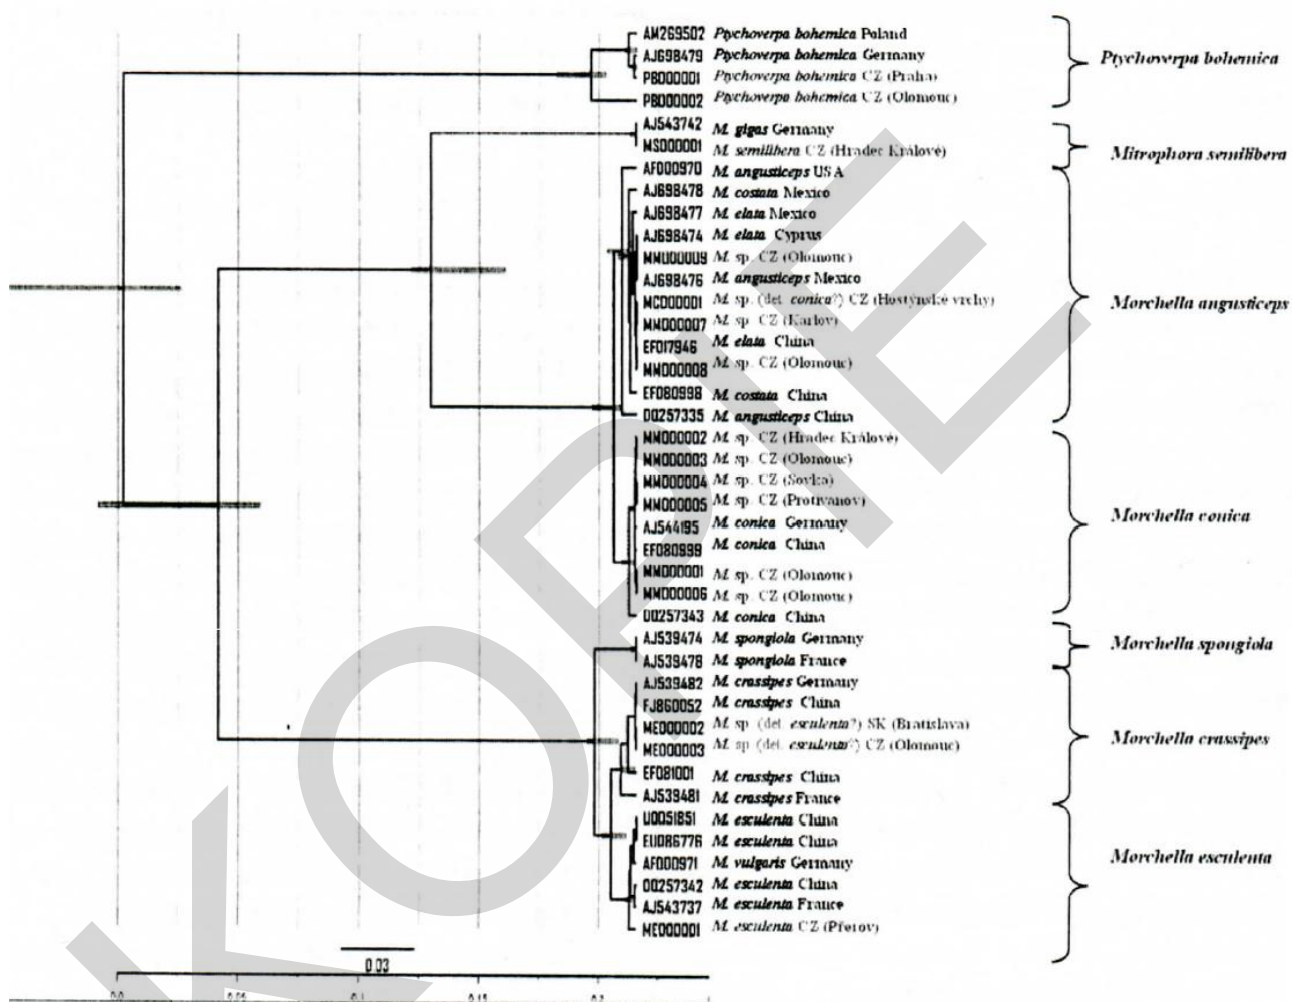 AM269502 Ptychoverpa bohemica Poland
AJ698479 Ptychoverpa bohemica Germany
PB000001 Ptychoverpa bohemica CZ (Praha)
PB000002 Ptychoverpa bohemica CZ (Olomouc)
Ptychoverpa bohemica
AJ543742 M. gigas Germany
MS000001 M. semilibera CZ (Hradec Králové)
Mitrophora semilibera
AF000970 M. angusticeps USA
AJ698478 M. costata Mexico
AJ698477 M. elata Mexico
AJ698474 M. elata Cyprus
MM000009 M. sp. CZ (Olomouc)
AJ698476 M. angusticeps Mexico
MC000001 M. sp. (det. conica?) CZ (Hostýnské vrchy)
MM000007 M. sp. CZ (Karlov)
EF017946 M. elata China
MM000008 M. sp. CZ (Olomouc)
EF080998 M. costata China
DQ257335 M. angusticeps China
Morchella angusticeps
MM000002 M. sp. CZ (Hradec Králové)
MM000003 M. sp. CZ (Olomouc)
MM000004 M. sp. CZ (Sovka)
MM000005 M. sp. CZ (Protivanov)
AJ544195 M. conica Germany
EF080999 M. conica China
MM000001 M. sp. CZ (Olomouc)
MM000006 M. sp. CZ (Olomouc)
DQ257343 M. conica China
Morchella conica
AJ539474 M. spongiola Germany
AJ539478 M. spongiola France
Morchella spongiola
AJ539482 M. crassipes Germany
FJ860052 M. crassipes China
ME000002 M. sp (det. esculenta?) SK (Bratislava)
ME000003 M. sp (det. esculenta?) CZ (Olomouc)
EF081001 M. crassipes China
AJ539481 M. crassipes France
Morchella crassipes
U0051851 M. esculenta China
EU086776 M. esculenta China
AF000971 M. vulgaris Germany
DQ257342 M. esculenta China
AJ543737 M. esculenta France
ME000001 M. esculenta CZ (Přerov)
Morchella esculenta
0.03
0.0 0.05 0.1 0.15 0.2
KOPIE